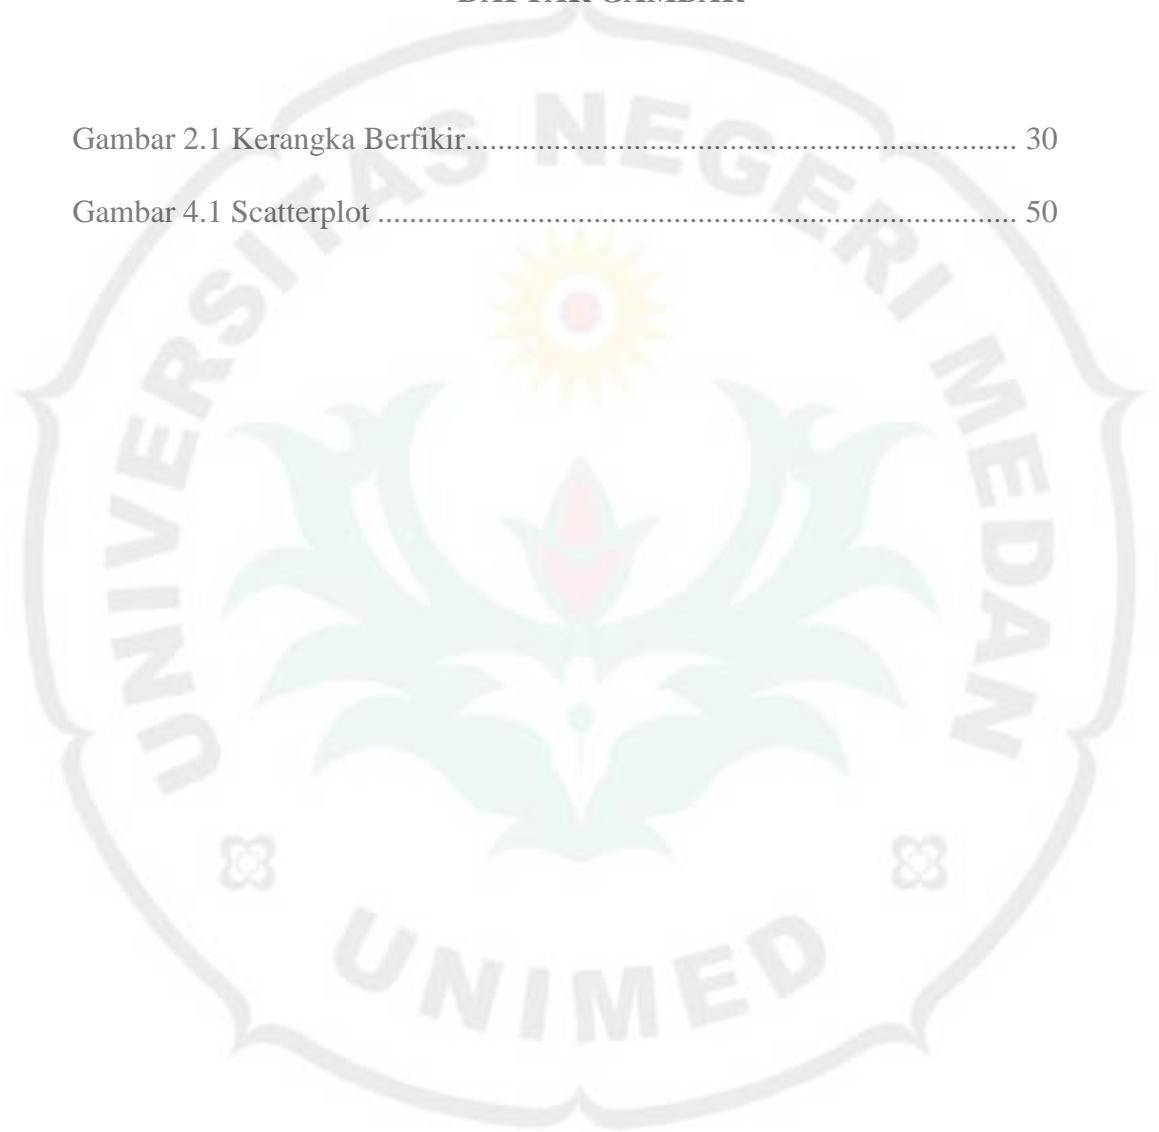 DAFTAR GAMBAR
Gambar 2.1 Kerangka Berfikir..................................................................... 30
Gambar 4.1 Scatterplot ................................................................................ 50
UNIVERSITAS NEGERI MEDAN
UNIMED